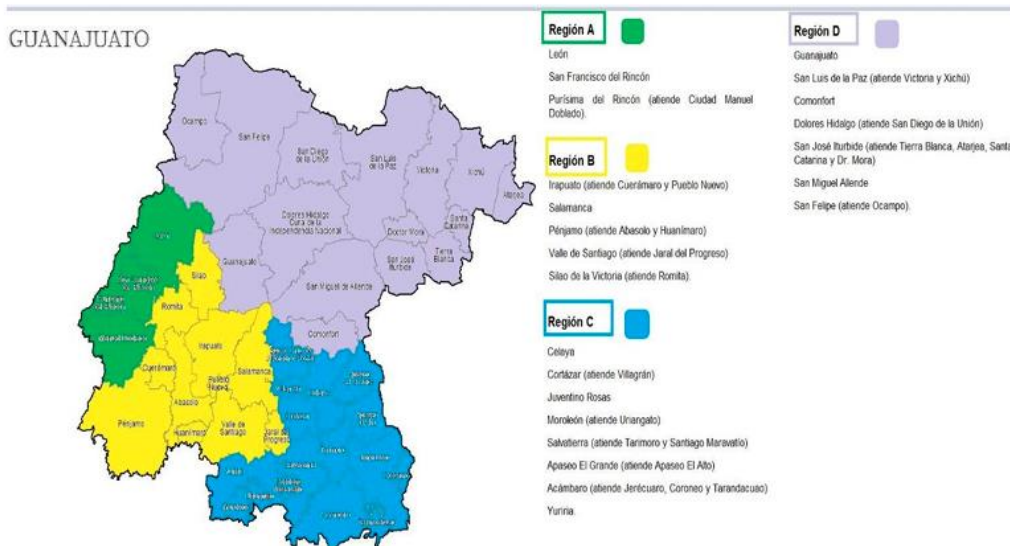 GUANAJUATO
Ocampo
San Felipe
San Diego
de la Unión
San Luis
de la Paz
Victoria
Xichú
Atarjea
Dolores Hidalgo
Cuna de la
Independencia Nacional
Doctor Mora
Santa
Catarina
Tierra
Blanca
San José
Iturbide
Guanajuato
San Miguel de Allende
Comonfort
Silao
Romita
Irapuato
Salamanca
Cuerámaro
Pueblo
Nuevo
Abasolo
Pénjamo
Huanímaro
Valle de
Santiago
Jaral del
Progreso
Región A
León
San Francisco del Rincón
Purísima del Rincón (atiende Ciudad Manuel
Doblado).
Región B
Irapuato (atiende Cuerámaro y Pueblo Nuevo)
Salamanca
Pénjamo (atiende Abasolo y Huanímaro)
Valle de Santiago (atiende Jaral del Progreso)
Silao de la Victoria (atiende Romita).
Región C
Celaya
Cortázar (atiende Villagrán)
Juventino Rosas
Moroleón (atiende Uriangato)
Salvatierra (atiende Tarimoro y Santiago Maravatío)
Apaseo El Grande (atiende Apaseo El Alto)
Acámbaro (atiende Jerécuaro, Coroneo y Tarandacuao)
Yuriria.
Región D
Guanajuato
San Luis de la Paz (atiende Victoria y Xichú)
Comonfort
Dolores Hidalgo (atiende San Diego de la Unión)
San José Iturbide (atiende Tierra Blanca, Atarjea, Santa
Catarina y Dr. Mora)
San Miguel Allende
San Felipe (atiende Ocampo).